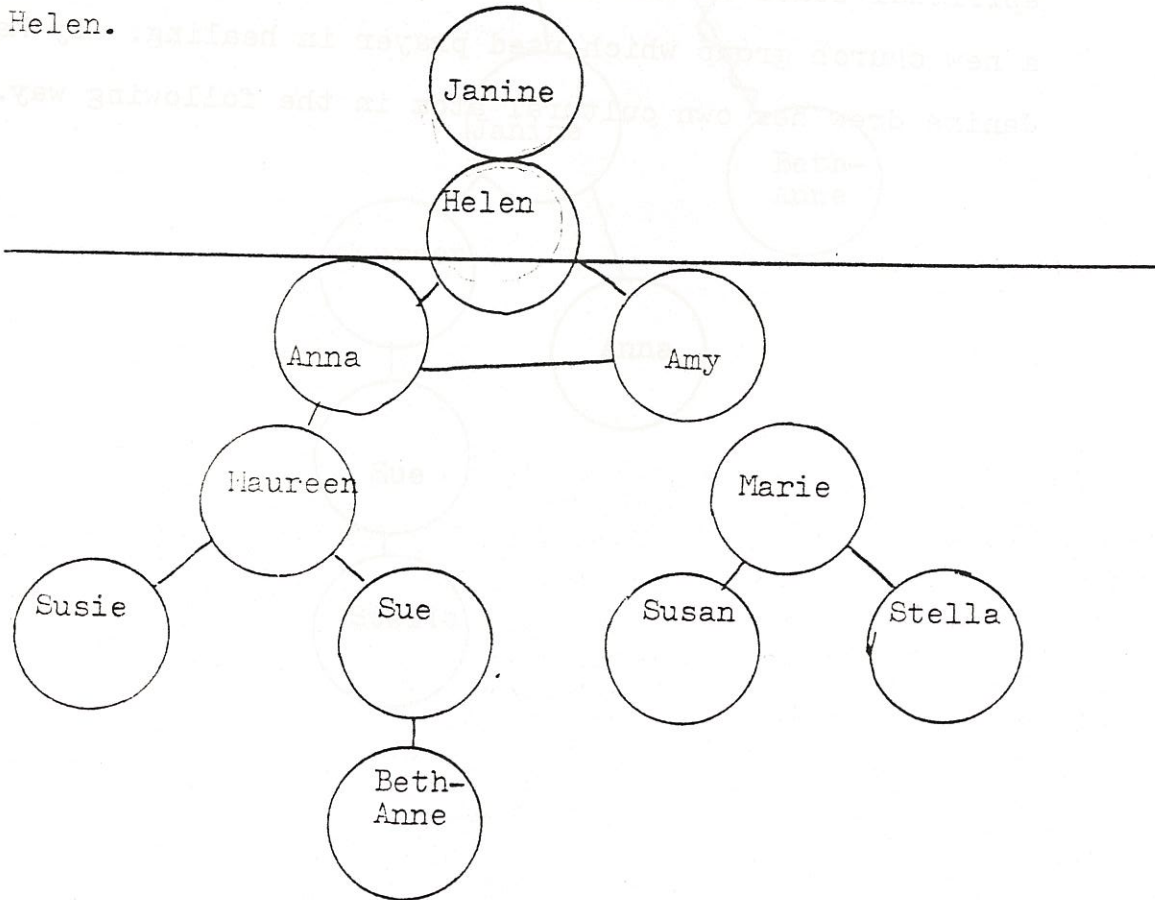 Helen.
Janine
Helen
Anna
Amy
Maureen
Marie
Susie
Sue
Susan
Stella
Beth-
Anne